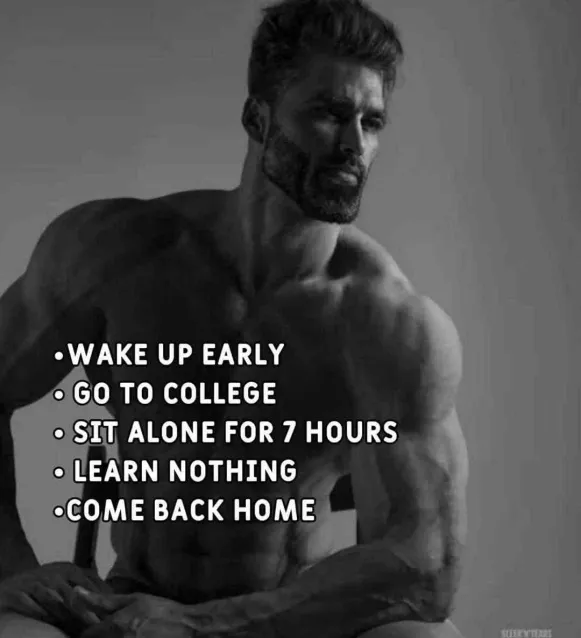 •WAKE UP EARLY
• GO TO COLLEGE
• SIT ALONE FOR 7 HOURS
• LEARN NOTHING
•COME BACK HOME